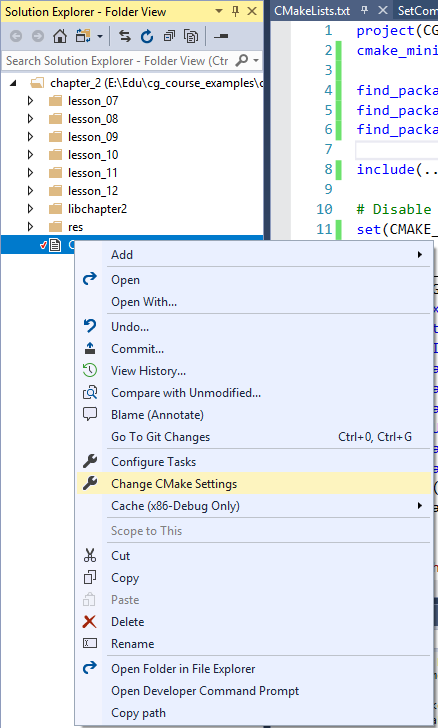 Solution Explorer - Folder View
CMakeLists.txt
SetCom
Search Solution Explorer - Folder View (Ctr
chapter_2 (E:\Edu\cg_course_examples\c
lesson_07
lesson_08
lesson_09
lesson_10
lesson_11
lesson_12
libchapter2
res
C
1 project(CG
2 cmake_mini
3
4 find_packa
5 find_packa
6 find_packa
7
8 include(..
9
10 # Disable
11 set(CMAKE_
Add
Open
Open With...
Undo...
Commit...
View History...
Compare with Unmodified...
Blame (Annotate)
Go To Git Changes Ctrl+0, Ctrl+G
Configure Tasks
Change CMake Settings
Cache (x86-Debug Only)
Scope to This
Cut
Copy
Paste
Delete
Rename
Open Folder in File Explorer
Open Developer Command Prompt
Copy path